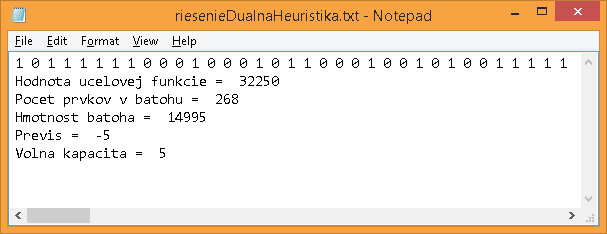 riesenieDualnaHeuristika.txt - Notepad
File Edit Format View Help
1 0 1 1 1 1 1 1 0 0 0 1 0 0 0 1 0 1 1 0 0 0 1 0 0 1 0 1 0 0 1 1 1 1 1
Hodnota ucelovej funkcie =  32250
Pocet prvkov v batohu =  268
Hmotnost batoha =  14995
Previs =  -5
Volna kapacita =  5